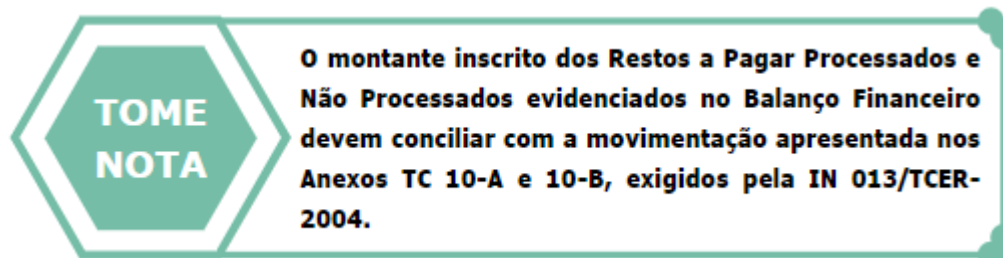 TOME
NOTA
O montante inscrito dos Restos a Pagar Processados e
Não Processados evidenciados no Balanço Financeiro
devem conciliar com a movimentação apresentada nos
Anexos TC 10-A e 10-B, exigidos pela IN 013/TCER-
2004.